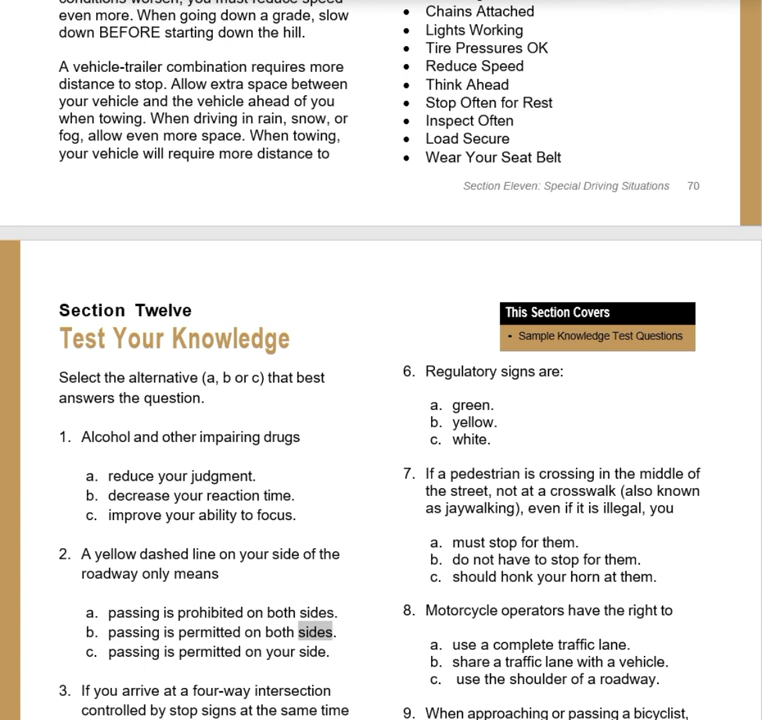 even more. When going down a grade, slow
down BEFORE starting down the hill.
A vehicle-trailer combination requires more
distance to stop. Allow extra space between
your vehicle and the vehicle ahead of you
when towing. When driving in rain, snow, or
fog, allow even more space. When towing,
your vehicle will require more distance to
• Chains Attached
• Lights Working
• Tire Pressures OK
• Reduce Speed
• Think Ahead
• Stop Often for Rest
• Inspect Often
• Load Secure
• Wear Your Seat Belt
Section Eleven: Special Driving Situations 70
Section Twelve
Test Your Knowledge
Select the alternative (a, b or c) that best
answers the question.
1. Alcohol and other impairing drugs
a. reduce your judgment.
b. decrease your reaction time.
c. improve your ability to focus.
2. A yellow dashed line on your side of the
roadway only means
a. passing is prohibited on both sides.
b. passing is permitted on both sides.
c. passing is permitted on your side.
3. If you arrive at a four-way intersection
controlled by stop signs at the same time
This Section Covers
• Sample Knowledge Test Questions
6. Regulatory signs are:
a. green.
b. yellow.
c. white.
7. If a pedestrian is crossing in the middle of
the street, not at a crosswalk (also known
as jaywalking), even if it is illegal, you
a. must stop for them.
b. do not have to stop for them.
c. should honk your horn at them.
8. Motorcycle operators have the right to
a. use a complete traffic lane.
b. share a traffic lane with a vehicle.
c. use the shoulder of a roadway.
9. When approaching or passing a bicyclist,